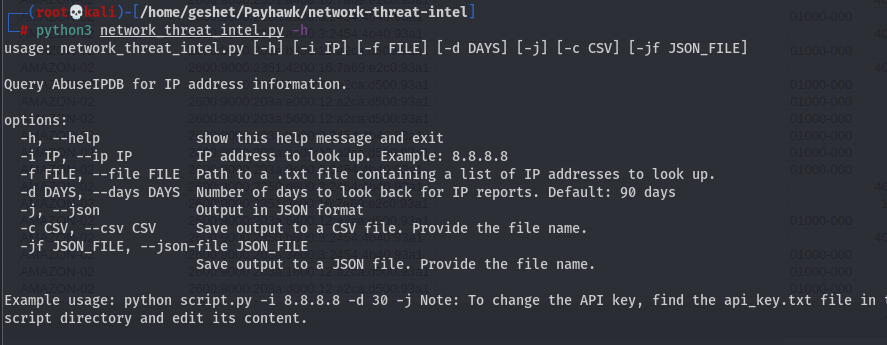 (root💀kali)-[/home/geshet/Payhawk/network-threat-intel]
# python3 network_threat_intel.py -h
usage: network_threat_intel.py [-h] [-i IP] [-f FILE] [-d DAYS] [-j] [-c CSV] [-jf JSON_FILE]
Query AbuseIPDB for IP address information.
options:
-h, --help show this help message and exit
-i IP, --ip IP IP address to look up. Example: 8.8.8.8
-f FILE, --file FILE Path to a .txt file containing a list of IP addresses to look up.
-d DAYS, --days DAYS Number of days to look back for IP reports. Default: 90 days
-j, --json Output in JSON format
-c CSV, --csv CSV Save output to a CSV file. Provide the file name.
-jf JSON_FILE, --json-file JSON_FILE
Save output to a JSON file. Provide the file name.
Example usage: python script.py -i 8.8.8.8 -d 30 -j Note: To change the API key, find the api_key.txt file in
script directory and edit its content.